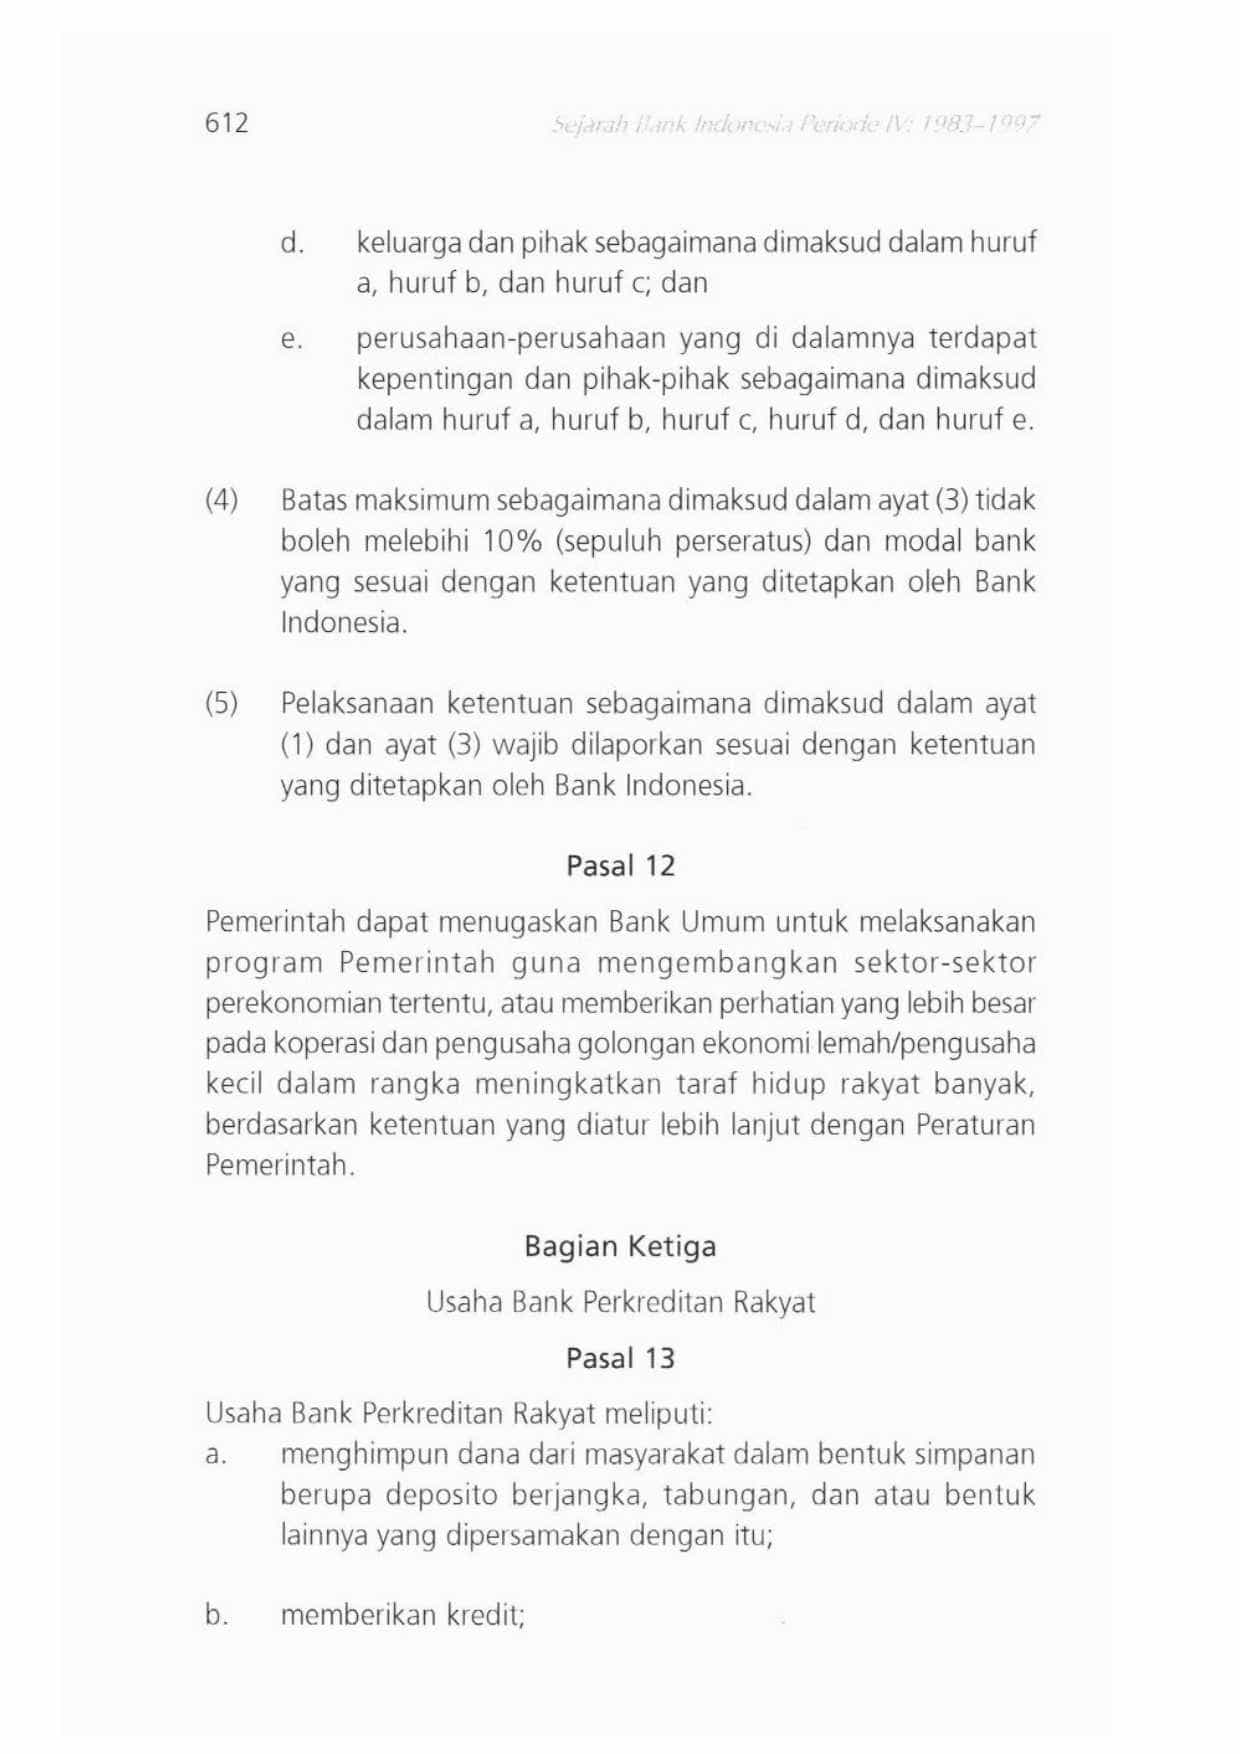 612 Sejarah Bank Indonesia Periode IV: 1983–1997
d. keluarga dan pihak sebagaimana dimaksud dalam huruf
a, huruf b, dan huruf c; dan
e. perusahaan-perusahaan yang di dalamnya terdapat
kepentingan dan pihak-pihak sebagaimana dimaksud
dalam huruf a, huruf b, huruf c, huruf d, dan huruf e.
(4) Batas maksimum sebagaimana dimaksud dalam ayat (3) tidak
boleh melebihi 10% (sepuluh perseratus) dan modal bank
yang sesuai dengan ketentuan yang ditetapkan oleh Bank
Indonesia.
(5) Pelaksanaan ketentuan sebagaimana dimaksud dalam ayat
(1) dan ayat (3) wajib dilaporkan sesuai dengan ketentuan
yang ditetapkan oleh Bank Indonesia.
Pasal 12
Pemerintah dapat menugaskan Bank Umum untuk melaksanakan
program Pemerintah guna mengembangkan sektor-sektor
perekonomian tertentu, atau memberikan perhatian yang lebih besar
pada koperasi dan pengusaha golongan ekonomi lemah/pengusaha
kecil dalam rangka meningkatkan taraf hidup rakyat banyak,
berdasarkan ketentuan yang diatur lebih lanjut dengan Peraturan
Pemerintah.
Bagian Ketiga
Usaha Bank Perkreditan Rakyat
Pasal 13
Usaha Bank Perkreditan Rakyat meliputi:
a. menghimpun dana dari masyarakat dalam bentuk simpanan
berupa deposito berjangka, tabungan, dan atau bentuk
lainnya yang dipersamakan dengan itu;
b. memberikan kredit;